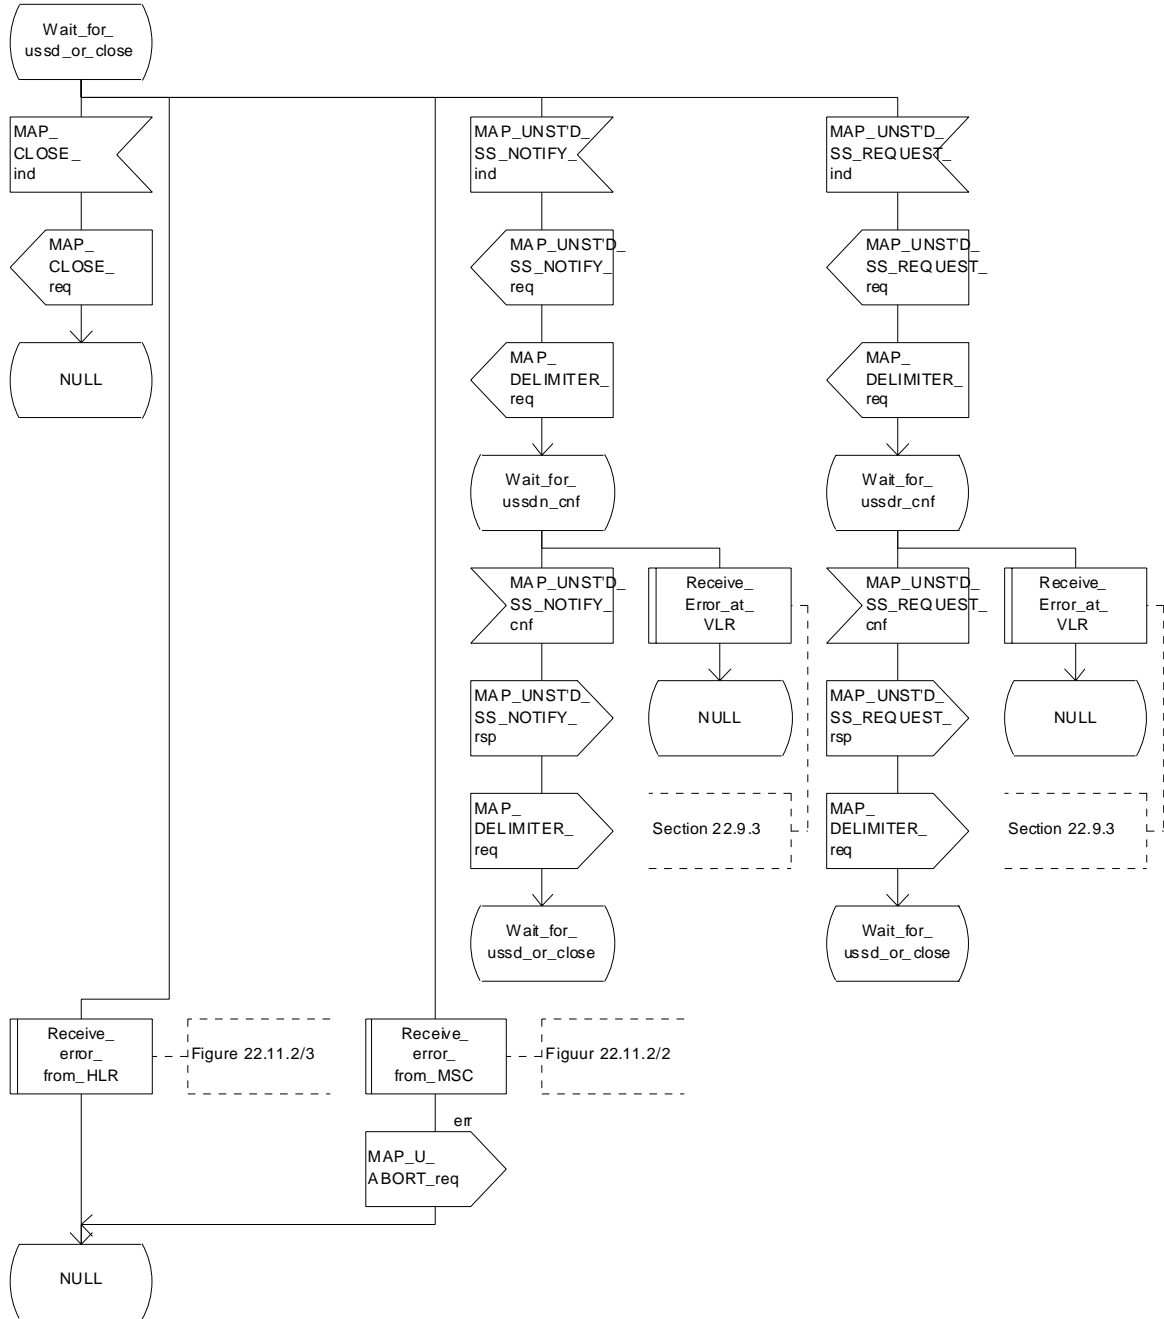 Wait_for_
ussd_or_close
MAP_
CLOSE_
ind
MAP_UNST'D_
SS_NOTIFY_
ind
MAP_UNST'D_
SS_REQUEST_
ind
MAP_
CLOSE_
req
MAP_UNST'D_
SS_NOTIFY_
req
MAP_UNST'D_
SS_REQUEST_
req
NULL
MAP_
DELIMITER_
req
MAP_
DELIMITER_
req
Wait_for_
ussdn_cnf
Wait_for_
ussdr_cnf
MAP_UNST'D_
SS_NOTIFY_
cnf
Receive_
Error_at_
VLR
MAP_UNST'D_
SS_REQUEST_
cnf
Receive_
Error_at_
VLR
MAP_UNST'D_
SS_NOTIFY_
rsp
NULL
MAP_UNST'D_
SS_REQUEST_
rsp
NULL
MAP_
DELIMITER_
req
Section 22.9.3
MAP_
DELIMITER_
req
Section 22.9.3
Wait_for_
ussd_or_close
Wait_for_
ussd_or_close
Receive_
error_
from_HLR
Figure 22.11.2/3
Receive_
error_
from_MSC
Figuur 22.11.2/2
err
MAP_U_
ABORT_req
NULL